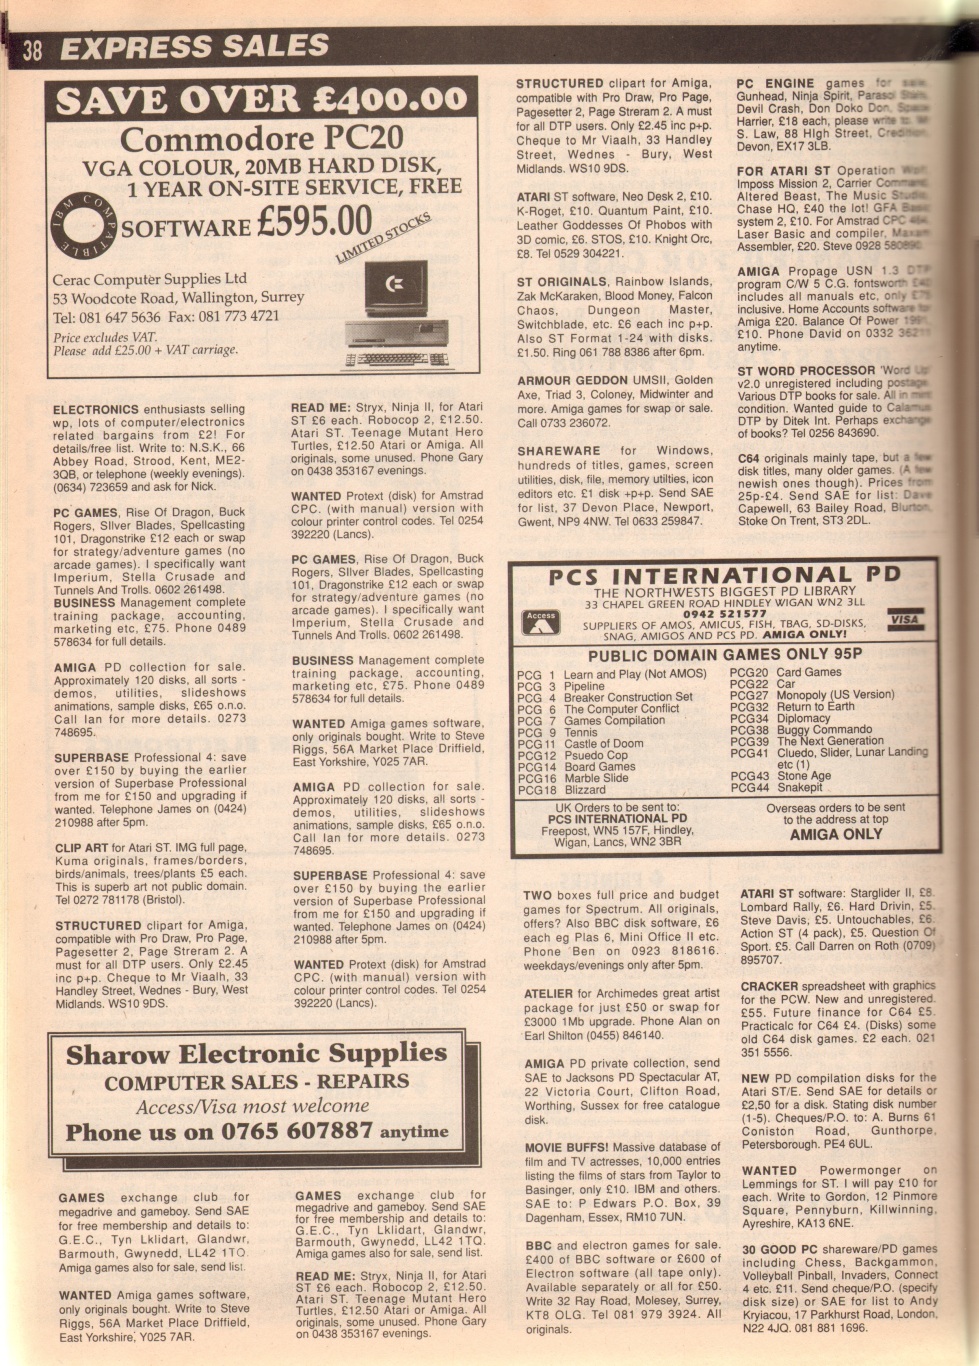 38 EXPRESS SALES
SAVE OVER £400.00
Commodore PC20
VGA COLOUR, 20MB HARD DISK,
1 YEAR ON-SITE SERVICE, FREE
SOFTWARE £595.00
IBM COMPATIBLE
LIMITED STOCKS
Cerac Computer Supplies Ltd
53 Woodcote Road, Wallington, Surrey
Tel: 081 647 5636 Fax: 081 773 4721
Price excludes VAT.
Please add £25.00 + VAT carriage.
ELECTRONICS enthusiasts selling
wp, lots of computer/electronics
related bargains from £2! For
details/free list. Write to: N.S.K., 66
Abbey Road, Strood, Kent, ME2-
3QB, or telephone (weekly evenings).
(0634) 723659 and ask for Nick.
PC GAMES, Rise Of Dragon, Buck
Rogers, SIlver Blades, Spellcasting
101, Dragonstrike £12 each or swap
for strategy/adventure games (no
arcade games). I specifically want
Imperium, Stella Crusade and
Tunnels And Trolls. 0602 261498.
BUSINESS Management complete
training package, accounting,
marketing etc, £75. Phone 0489
578634 for full details.
AMIGA PD collection for sale.
Approximately 120 disks, all sorts -
demos, utilities, slideshows
animations, sample disks, £65 o.n.o.
Call Ian for more details. 0273
748695.
SUPERBASE Professional 4: save
over £150 by buying the earlier
version of Superbase Professional
from me for £150 and upgrading if
wanted. Telephone James on (0424)
210988 after 5pm.
CLIP ART for Atari ST. IMG full page,
Kuma originals, frames/borders,
birds/animals, trees/plants £5 each.
This is superb art not public domain.
Tel 0272 781178 (Bristol).
STRUCTURED clipart for Amiga,
compatible with Pro Draw, Pro Page,
Pagesetter 2, Page Streram 2. A
must for all DTP users. Only £2.45
inc p+p. Cheque to Mr Viaalh, 33
Handley Street, Wednes - Bury, West
Midlands. WS10 9DS.
READ ME: Stryx, Ninja II, for Atari
ST £6 each. Robocop 2, £12.50.
Atari ST. Teenage Mutant Hero
Turtles, £12.50 Atari or Amiga. All
originals, some unused. Phone Gary
on 0438 353167 evenings.
WANTED Protext (disk) for Amstrad
CPC. (with manual) version with
colour printer control codes. Tel 0254
392220 (Lancs).
PC GAMES, Rise Of Dragon, Buck
Rogers, SIlver Blades, Spellcasting
101, Dragonstrike £12 each or swap
for strategy/adventure games (no
arcade games). I specifically want
Imperium, Stella Crusade and
Tunnels And Trolls. 0602 261498.
BUSINESS Management complete
training package, accounting,
marketing etc, £75. Phone 0489
578634 for full details.
WANTED Amiga games software,
only originals bought. Write to Steve
Riggs, 56A Market Place Driffield,
East Yorkshire, Y025 7AR.
AMIGA PD collection for sale.
Approximately 120 disks, all sorts -
demos, utilities, slideshows
animations, sample disks, £65 o.n.o.
Call Ian for more details. 0273
748695.
SUPERBASE Professional 4: save
over £150 by buying the earlier
version of Superbase Professional
from me for £150 and upgrading if
wanted. Telephone James on (0424)
210988 after 5pm.
WANTED Protext (disk) for Amstrad
CPC. (with manual) version with
colour printer control codes. Tel 0254
392220 (Lancs).
Sharow Electronic Supplies
COMPUTER SALES - REPAIRS
Access/Visa most welcome
Phone us on 0765 607887 anytime
GAMES exchange club for
megadrive and gameboy. Send SAE
for free membership and details to:
G.E.C., Tyn Lklidart, Glandwr,
Barmouth, Gwynedd, LL42 1TQ.
Amiga games also for sale, send list.
WANTED Amiga games software,
only originals bought. Write to Steve
Riggs, 56A Market Place Driffield,
East Yorkshire, Y025 7AR.
GAMES exchange club for
megadrive and gameboy. Send SAE
for free membership and details to:
G.E.C., Tyn Lklidart, Glandwr,
Barmouth, Gwynedd, LL42 1TQ.
Amiga games also for sale, send list.
READ ME: Stryx, Ninja II, for Atari
ST £6 each. Robocop 2, £12.50.
Atari ST. Teenage Mutant Hero
Turtles, £12.50 Atari or Amiga. All
originals, some unused. Phone Gary
on 0438 353167 evenings.
STRUCTURED clipart for Amiga,
compatible with Pro Draw, Pro Page,
Pagesetter 2, Page Streram 2. A must
for all DTP users. Only £2.45 inc p+p.
Cheque to Mr Viaalh, 33 Handley
Street, Wednes - Bury, West
Midlands. WS10 9DS.
ATARI ST software, Neo Desk 2, £10.
K-Roget, £10. Quantum Paint, £10.
Leather Goddesses Of Phobos with
3D comic, £6. STOS, £10. Knight Orc,
£8. Tel 0529 304221.
ST ORIGINALS, Rainbow Islands,
Zak McKaraken, Blood Money, Falcon
Chaos, Dungeon Master,
Switchblade, etc. £6 each inc p+p.
Also ST Format 1-24 with disks.
£1.50. Ring 061 788 8386 after 6pm.
ARMOUR GEDDON UMSII, Golden
Axe, Triad 3, Coloney, Midwinter and
more. Amiga games for swap or sale.
Call 0733 236072.
SHAREWARE for Windows,
hundreds of titles, games, screen
utilities, disk, file, memory utilties, icon
editors etc. £1 disk +p+p. Send SAE
for list, 37 Devon Place, Newport,
Gwent, NP9 4NW. Tel 0633 259847.
PC ENGINE games for sale.
Gunhead, Ninja Spirit, Parasol Stars,
Devil Crash, Don Doko Don, Space
Harrier, £18 each, please write to. Mr
S. Law, 88 HIgh Street, Crediton,
Devon, EX17 3LB.
FOR ATARI ST Operation Wolf,
Imposs Mission 2, Carrier Command,
Altered Beast, The Music Studio,
Chase HQ, £40 the lot! GFA Basic
system 2, £10. For Amstrad CPC 464
Laser Basic and compiler, Maxam
Assembler, £20. Steve 0928
AMIGA Propage USN 1.3 DTP
program C/W 5 C.G. fontsworth
includes all manuals etc, only £75
inclusive. Home Accounts software for
Amiga £20. Balance Of Power
£10. Phone David on 0332
anytime.
ST WORD PROCESSOR 'Word Up'
v2.0 unregistered including postage.
Various DTP books for sale. All in mint
condition. Wanted guide to Calamus
DTP by Ditek Int. Perhaps exchange
of books? Tel 0256 843690.
C64 originals mainly tape, but a few
disk titles, many older games. (A few
newish ones though). Prices from
25p-£4. Send SAE for list: Dave
Capewell, 63 Bailey Road, Blurton,
Stoke On Trent, ST3 2DL.
PCS INTERNATIONAL PD
THE NORTHWESTS BIGGEST PD LIBRARY
33 CHAPEL GREEN ROAD HINDLEY WIGAN WN2 3LL
0942 521577
SUPPLIERS OF AMOS, AMICUS, FISH, TBAG, SD-DISKS,
SNAG, AMIGOS AND PCS PD. AMIGA ONLY!
Access
VISA
PUBLIC DOMAIN GAMES ONLY 95P
PCG 1 Learn and Play (Not AMOS)
PCG 3 Pipeline
PCG 4 Breaker Construction Set
PCG 6 The Computer Conflict
PCG 7 Games Compilation
PCG 9 Tennis
PCG11 Castle of Doom
PCG12 Psuedo Cop
PCG14 Board Games
PCG16 Marble Slide
PCG18 Blizzard
PCG20 Card Games
PCG22 Car
PCG27 Monopoly (US Version)
PCG32 Return to Earth
PCG34 Diplomacy
PCG38 Buggy Commando
PCG39 The Next Generation
PCG41 Cluedo, Slider, Lunar Landing
etc (1)
PCG43 Stone Age
PCG44 Snakepit
UK Orders to be sent to:
PCS INTERNATIONAL PD
Freepost, WN5 157F, Hindley,
Wigan, Lancs, WN2 3BR
Overseas orders to be sent
to the address at top
AMIGA ONLY
TWO boxes full price and budget
games for Spectrum. All originals,
offers? Also BBC disk software, £6
each eg Plas 6, Mini Office II etc.
Phone Ben on 0923 818616.
weekdays/evenings only after 5pm.
ATELIER for Archimedes great artist
package for just £50 or swap for
£3000 1Mb upgrade. Phone Alan on
Earl Shilton (0455) 846140.
AMIGA PD private collection, send
SAE to Jacksons PD Spectacular AT,
22 Victoria Court, Clifton Road,
Worthing, Sussex for free catalogue
disk.
MOVIE BUFFS! Massive database of
film and TV actresses, 10,000 entries
listing the films of stars from Taylor to
Basinger, only £10. IBM and others.
SAE to: P Edwars P.O. Box, 39
Dagenham, Essex, RM10 7UN.
BBC and electron games for sale.
£400 of BBC software or £600 of
Electron software (all tape only).
Available separately or all for £50.
Write 32 Ray Road, Molesey, Surrey,
KT8 OLG. Tel 081 979 3924. All
originals.
ATARI ST software: Starglider II, £8.
Lombard Rally, £6. Hard Drivin, £5.
Steve Davis, £5. Untouchables, £6.
Action ST (4 pack), £5. Question Of
Sport. £5. Call Darren on Roth (0709)
895707.
CRACKER spreadsheet with graphics
for the PCW. New and unregistered.
£55. Future finance for C64 £5.
Practicalc for C64 £4. (Disks) some
old C64 disk games. £2 each. 021
351 5556.
NEW PD compilation disks for the
Atari ST/E. Send SAE for details or
£2,50 for a disk. Stating disk number
(1-5). Cheques/P.O. to: A. Burns 61
Coniston Road, Gunthorpe,
Petersborough. PE4 6UL.
WANTED Powermonger on
Lemmings for ST. I will pay £10 for
each. Write to Gordon, 12 Pinmore
Square, Pennyburn, Killwinning,
Ayreshire, KA13 6NE.
30 GOOD PC shareware/PD games
including Chess, Backgammon,
Volleyball Pinball, Invaders, Connect
4 etc. £11. Send cheque/P.O. (specify
disk size) or SAE for list to Andy
Kryiacou, 17 Parkhurst Road, London,
N22 4JQ. 081 881 1696.